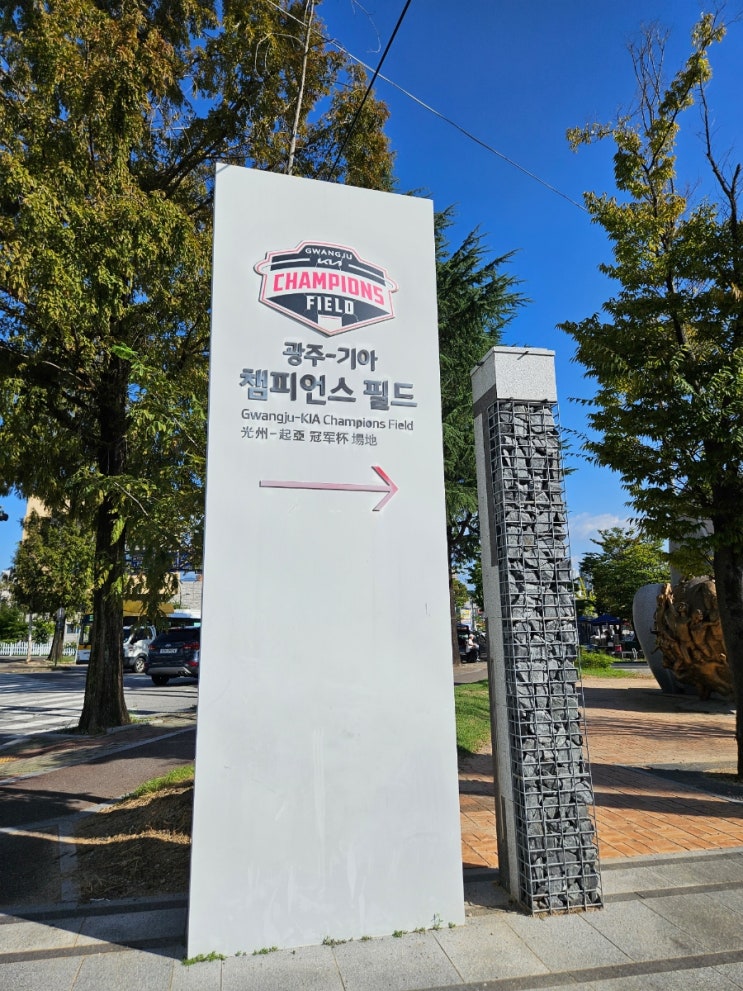 GWANGJU
KIA
CHAMPIONS
FIELD
광주-기아
챔피언스 필드
Gwangju-KIA Champions Field
光州-起亞 冠军杯 場地